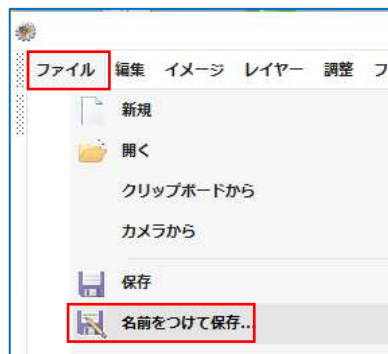 ファイル 編集 イメージ レイヤー 調整
新規
開く
クリップボードから
カメラから
保存
名前をつけて保存...